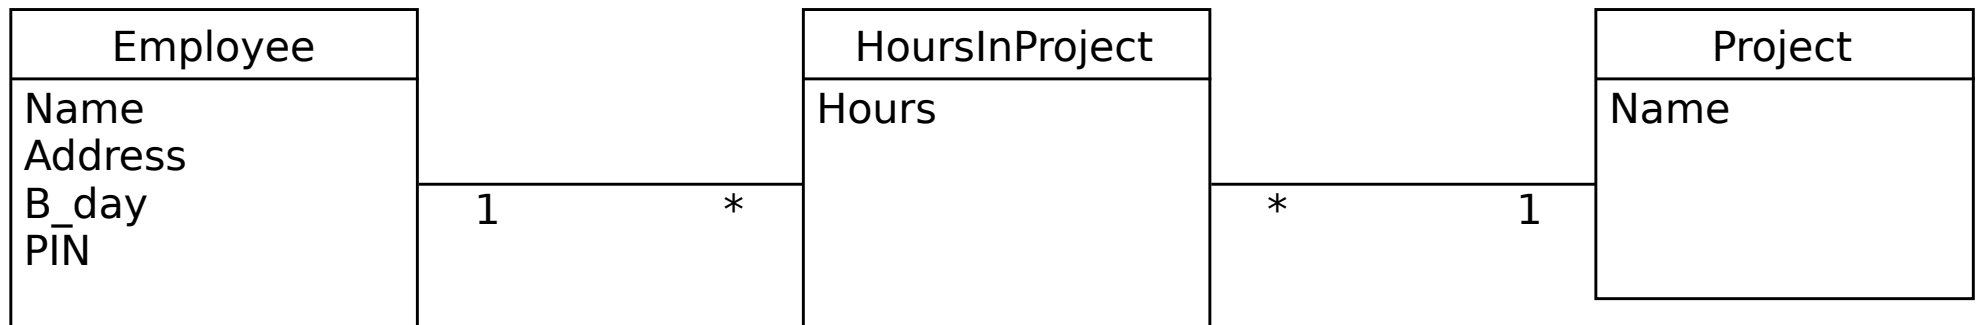 Employee
Name
Address
B_day
PIN
1
*
HoursInProject
Hours
*
1
Project
Name